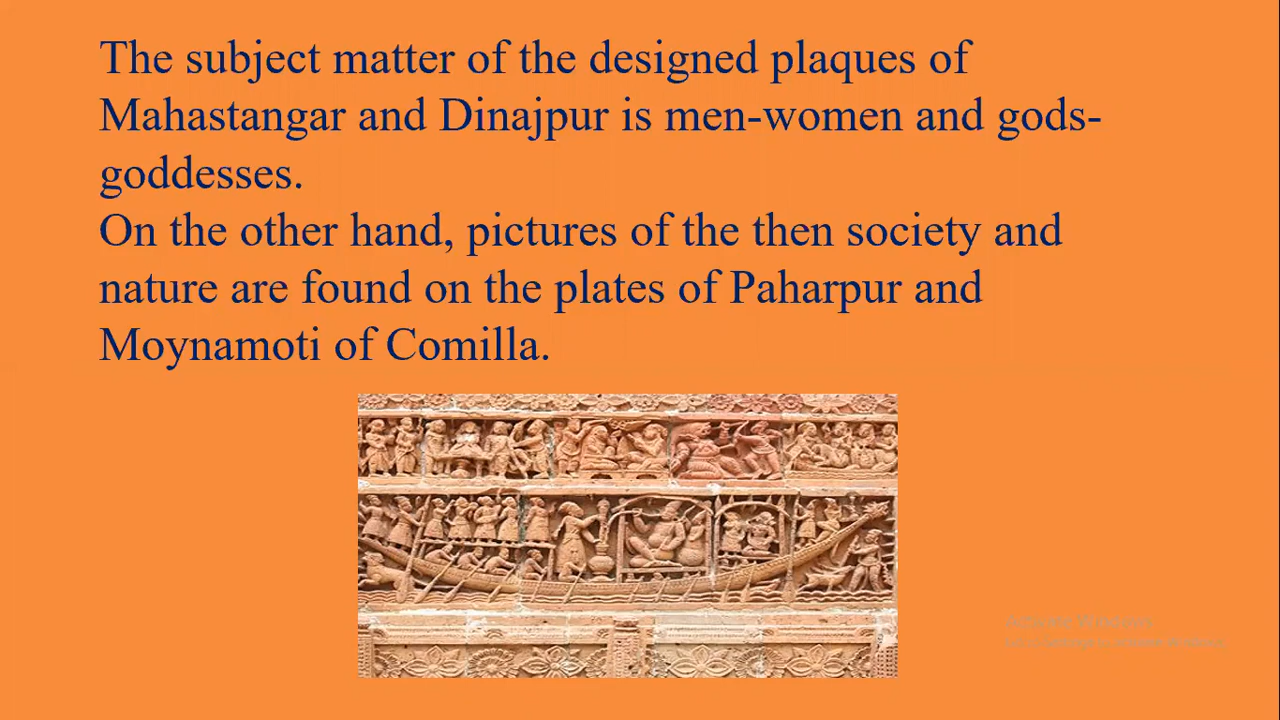 The subject matter of the designed plaques of
Mahastangar and Dinajpur is men-women and gods-
goddesses.
On the other hand, pictures of the then society and
nature are found on the plates of Paharpur and
Moynamoti of Comilla.